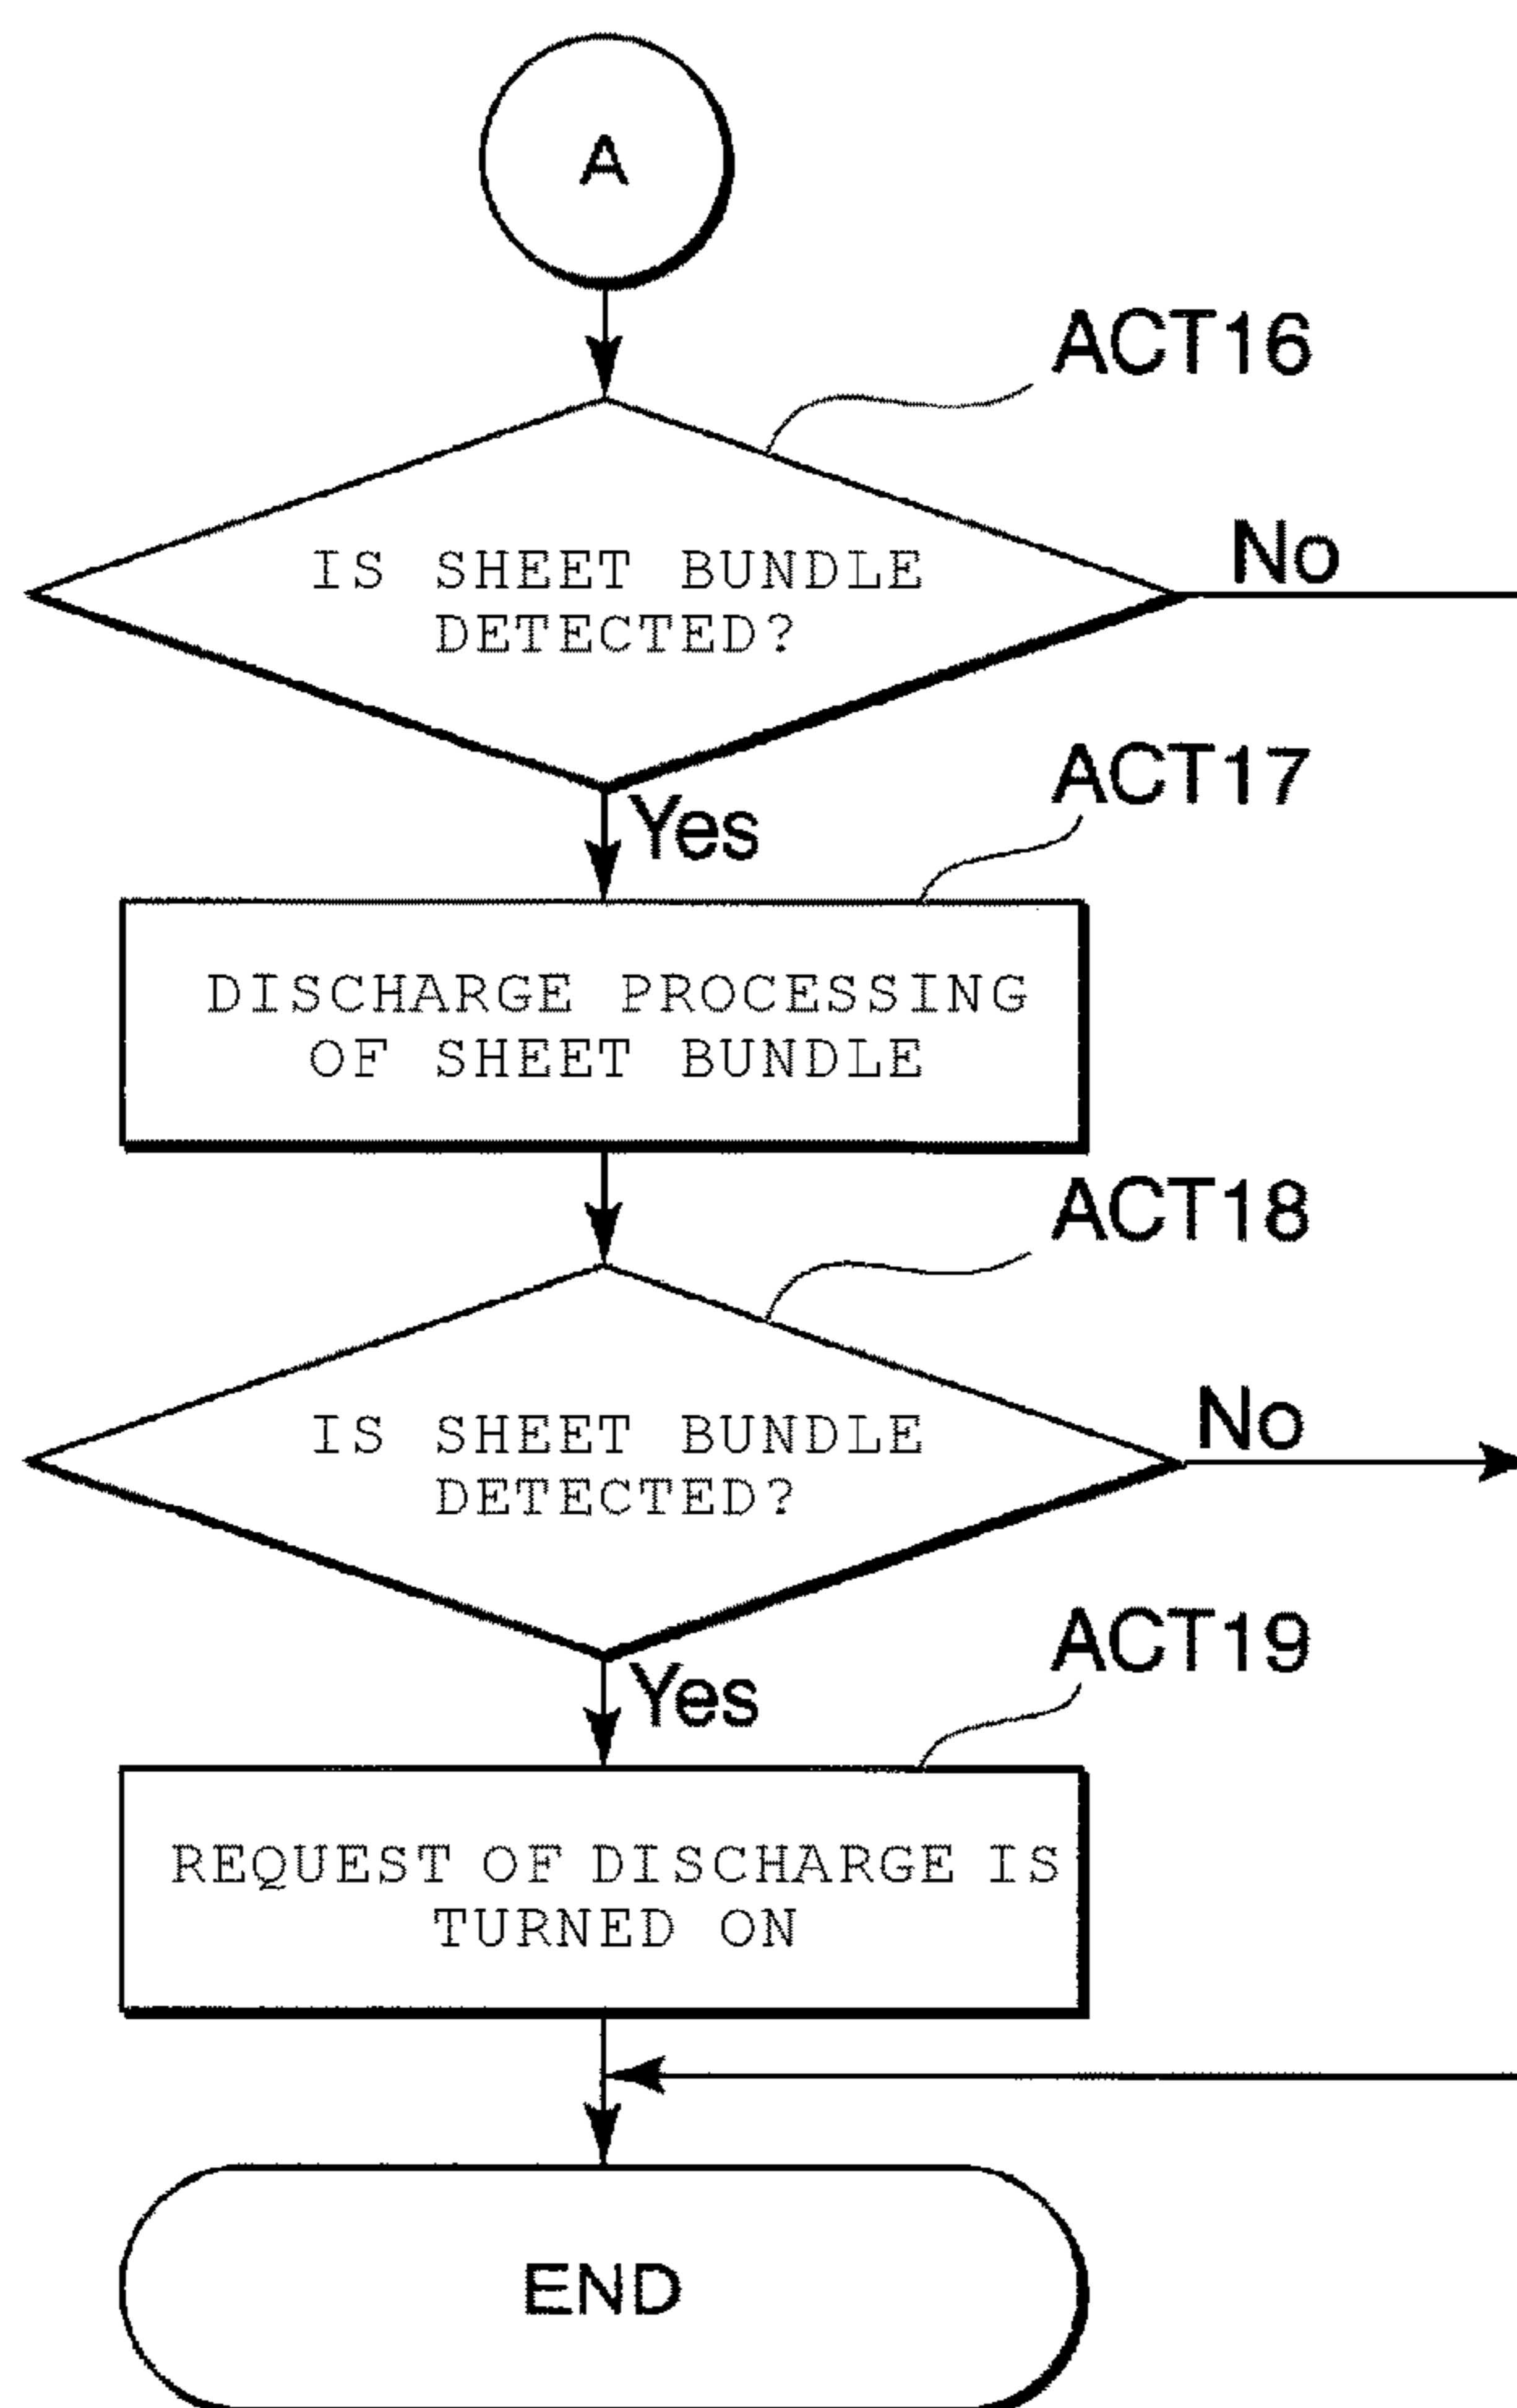 A
ACT16
IS SHEET BUNDLE
DETECTED?
No
Yes
ACT17
DISCHARGE PROCESSING
OF SHEET BUNDLE
ACT18
IS SHEET BUNDLE
DETECTED?
No
Yes
ACT19
REQUEST OF DISCHARGE IS
TURNED ON
END